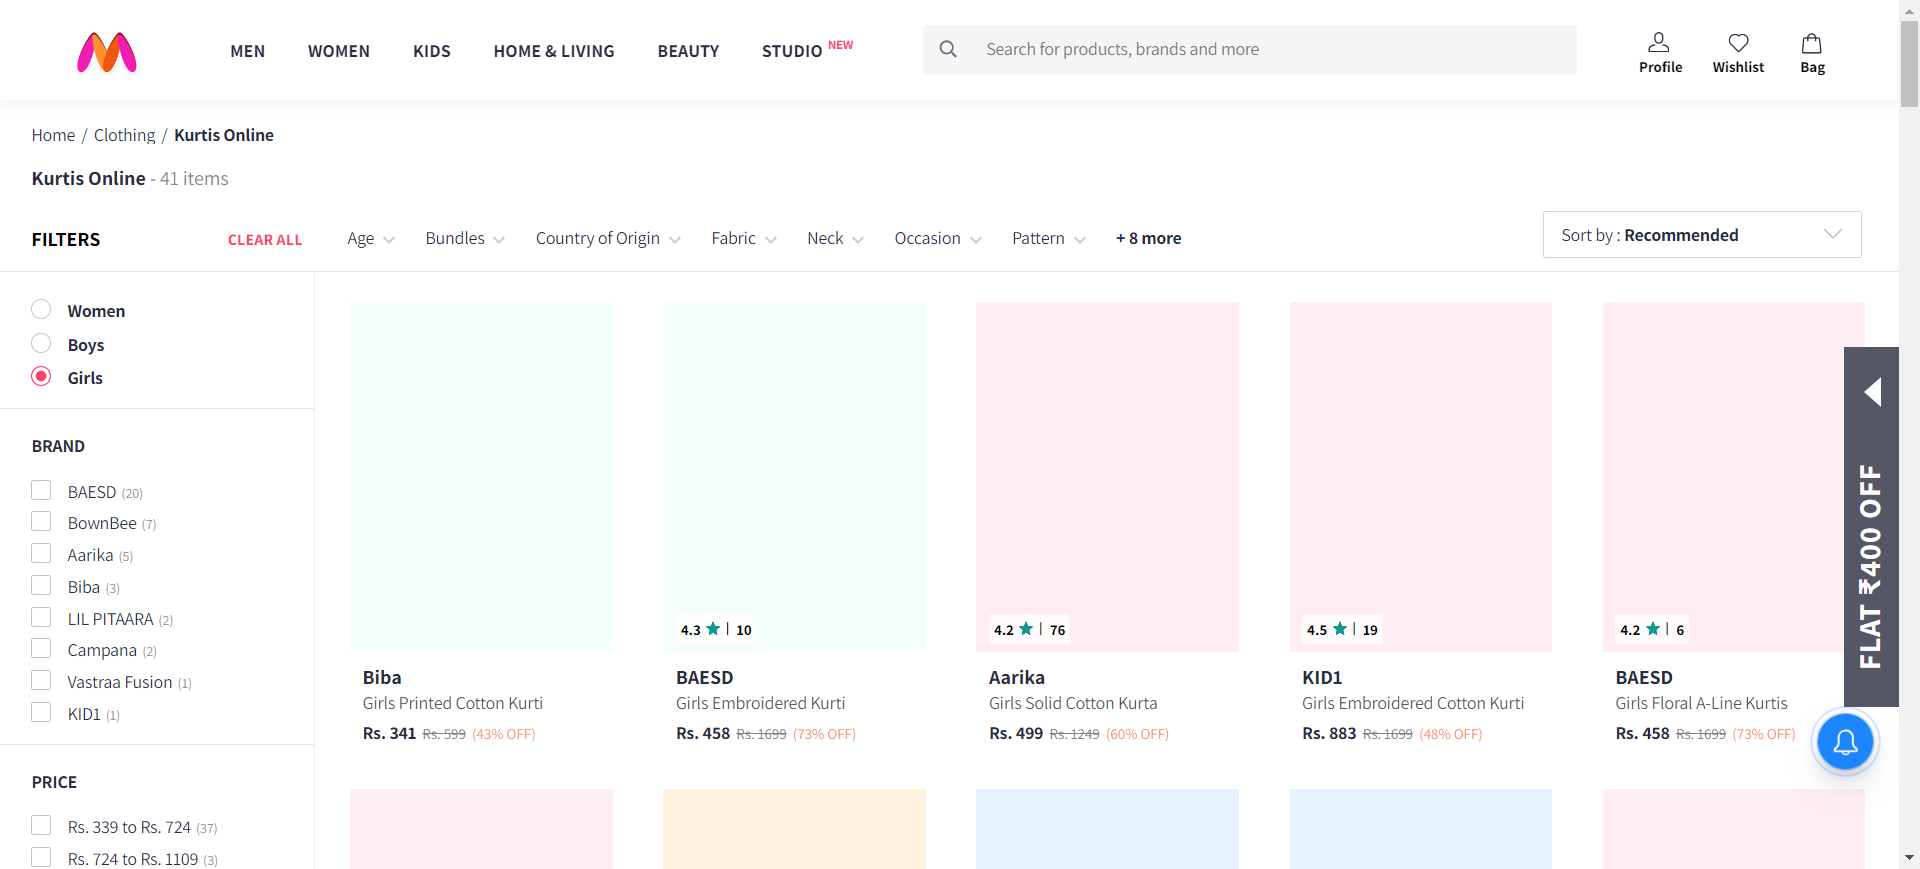 MEN WOMEN KIDS HOME & LIVING BEAUTY STUDIO NEW
Search for products, brands and more
Profile Wishlist Bag
Home / Clothing / Kurtis Online
Kurtis Online - 41 items
FILTERS CLEAR ALL
Age Bundles Country of Origin Fabric Neck Occasion Pattern + 8 more
Sort by : Recommended
Women
Boys
Girls
BRAND
BAESD (20)
BownBee (7)
Aarika (5)
Biba (3)
LIL PITAARA (2)
Campana (2)
Vastraa Fusion (1)
KID1 (1)
PRICE
Rs. 339 to Rs. 724 (37)
Rs. 724 to Rs. 1109 (3)
Biba
Girls Printed Cotton Kurti
Rs. 341 Rs. 599 (43% OFF)
4.3 ★ | 10
BAESD
Girls Embroidered Kurti
Rs. 458 Rs. 1699 (73% OFF)
4.2 ★ | 76
Aarika
Girls Solid Cotton Kurta
Rs. 499 Rs. 1249 (60% OFF)
4.5 ★ | 19
KID1
Girls Embroidered Cotton Kurti
Rs. 883 Rs. 1699 (48% OFF)
4.2 ★ | 6
BAESD
Girls Floral A-Line Kurtis
Rs. 458 Rs. 1699 (73% OFF)
FLAT ₹400 OFF